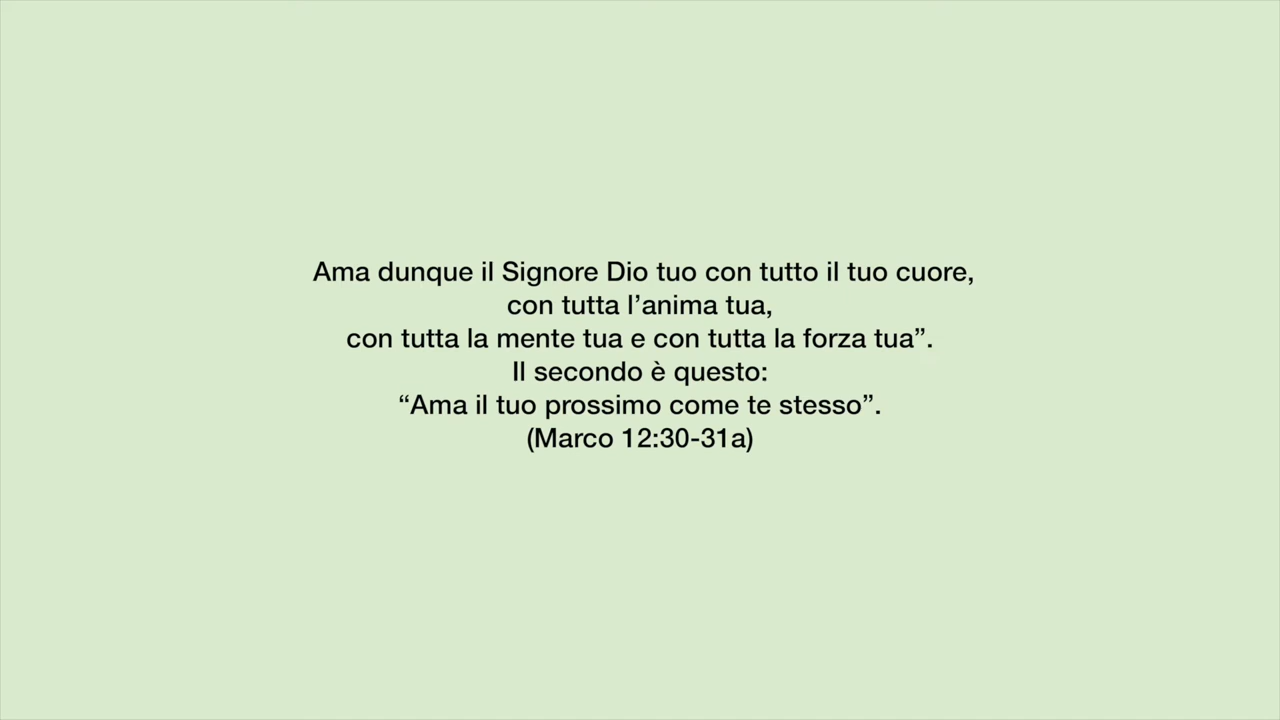 Ama dunque il Signore Dio tuo con tutto il tuo cuore,
con tutta l’anima tua,
con tutta la mente tua e con tutta la forza tua”.
Il secondo è questo:
“Ama il tuo prossimo come te stesso”.
(Marco 12:30-31a)